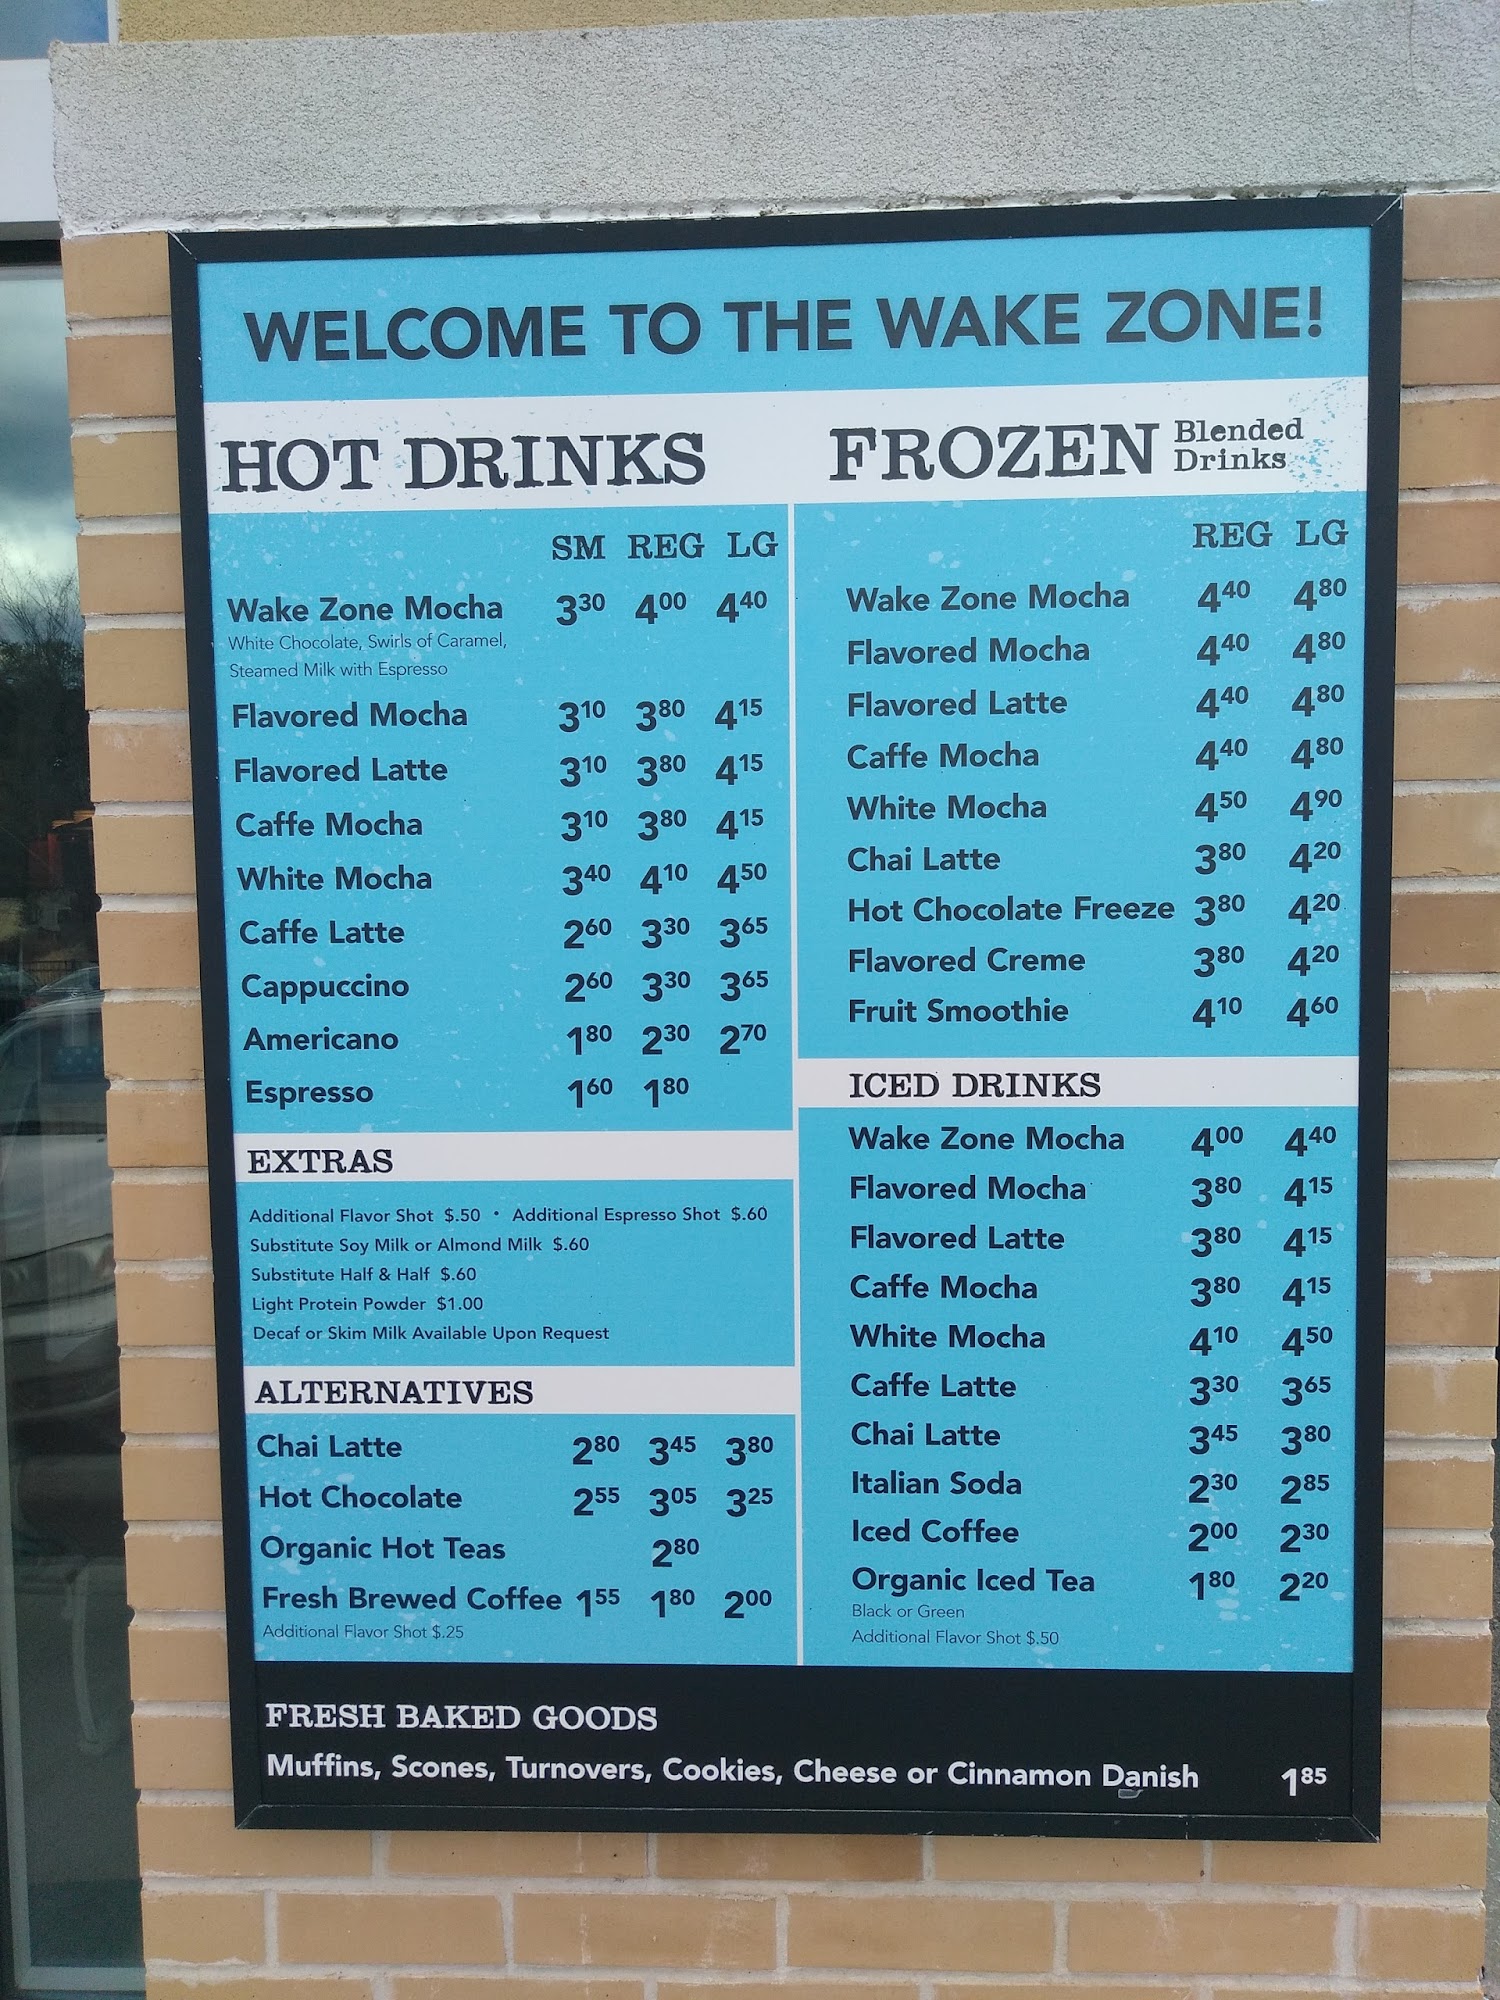 WELCOME TO THE WAKE ZONE!
HOT DRINKS
SM REG LG
Wake Zone Mocha 330 400 440
White Chocolate, Swirls of Caramel,
Steamed Milk with Espresso
Flavored Mocha 310 380 415
Flavored Latte 310 380 415
Caffe Mocha 310 380 415
White Mocha 340 410 450
Caffe Latte 260 330 365
Cappuccino 260 330 365
Americano 180 230 270
Espresso 160 180
EXTRAS
Additional Flavor Shot $.50 • Additional Espresso Shot $.60
Substitute Soy Milk or Almond Milk $.60
Substitute Half & Half $.60
Light Protein Powder $1.00
Decaf or Skim Milk Available Upon Request
ALTERNATIVES
Chai Latte 280 345 380
Hot Chocolate 255 305 325
Organic Hot Teas 280
Fresh Brewed Coffee 155 180 200
Additional Flavor Shot $.25
FROZEN Blended
Drinks
REG LG
Wake Zone Mocha 440 480
Flavored Mocha 440 480
Flavored Latte 440 480
Caffe Mocha 440 480
White Mocha 450 490
Chai Latte 380 420
Hot Chocolate Freeze 380 420
Flavored Creme 380 420
Fruit Smoothie 410 460
ICED DRINKS
Wake Zone Mocha 400 440
Flavored Mocha 380 415
Flavored Latte 380 415
Caffe Mocha 380 415
White Mocha 410 450
Caffe Latte 330 365
Chai Latte 345 380
Italian Soda 230 285
Iced Coffee 200 230
Organic Iced Tea 180 220
Black or Green
Additional Flavor Shot $.50
FRESH BAKED GOODS
Muffins, Scones, Turnovers, Cookies, Cheese or Cinnamon Danish 185